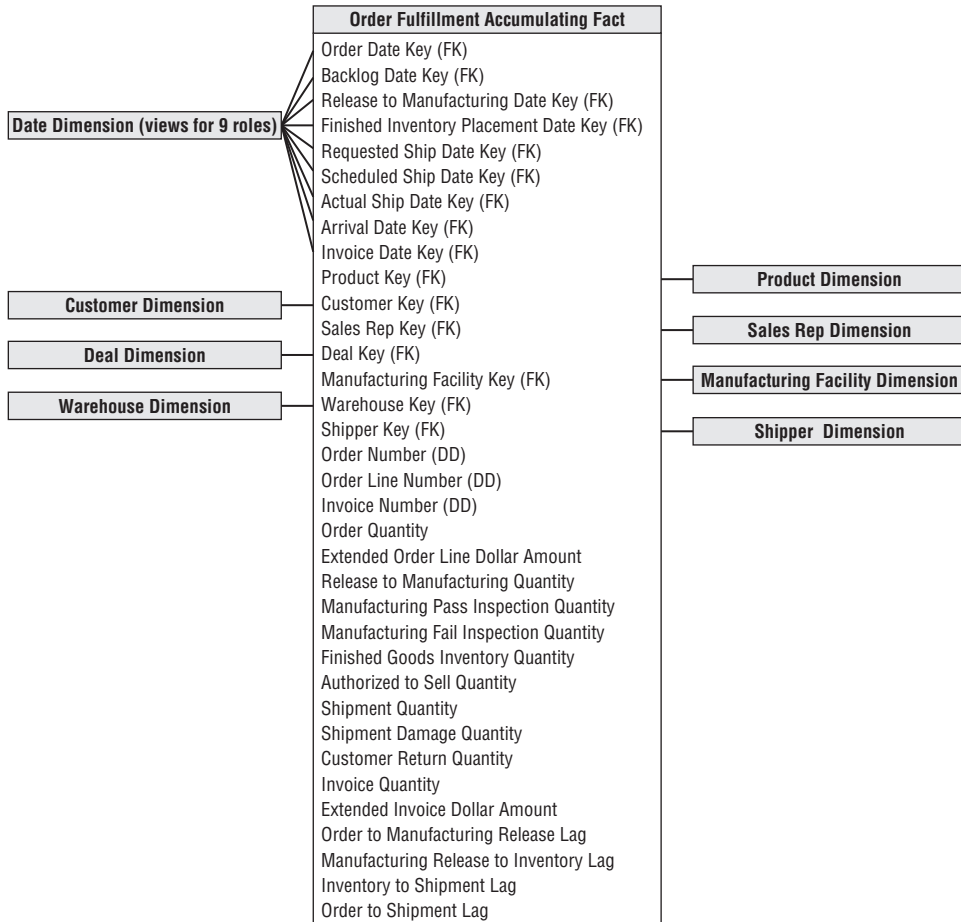 Order Fulfillment Accumulating Fact
Order Date Key (FK)
Backlog Date Key (FK)
Release to Manufacturing Date Key (FK)
Date Dimension (views for 9 roles)
Finished Inventory Placement Date Key (FK)
Requested Ship Date Key (FK)
Scheduled Ship Date Key (FK)
Actual Ship Date Key (FK)
Arrival Date Key (FK)
Invoice Date Key (FK)
Product Key (FK)
Product Dimension
Customer Dimension
Customer Key (FK)
Sales Rep Key (FK)
Sales Rep Dimension
Deal Dimension
Deal Key (FK)
Manufacturing Facility Key (FK)
Manufacturing Facility Dimension
Warehouse Dimension
Warehouse Key (FK)
Shipper Key (FK)
Shipper Dimension
Order Number (DD)
Order Line Number (DD)
Invoice Number (DD)
Order Quantity
Extended Order Line Dollar Amount
Release to Manufacturing Quantity
Manufacturing Pass Inspection Quantity
Manufacturing Fail Inspection Quantity
Finished Goods Inventory Quantity
Authorized to Sell Quantity
Shipment Quantity
Shipment Damage Quantity
Customer Return Quantity
Invoice Quantity
Extended Invoice Dollar Amount
Order to Manufacturing Release Lag
Manufacturing Release to Inventory Lag
Inventory to Shipment Lag
Order to Shipment Lag